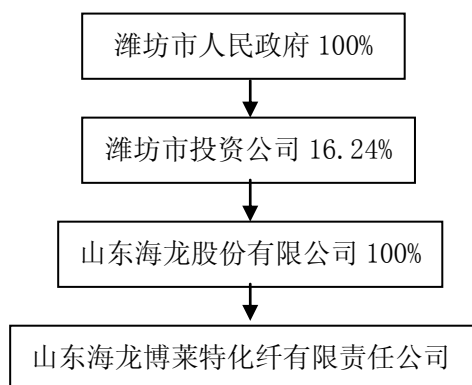 潍坊市人民政府 100%
潍坊市投资公司 16.24%
山东海龙股份有限公司 100%
山东海龙博莱特化纤有限责任公司